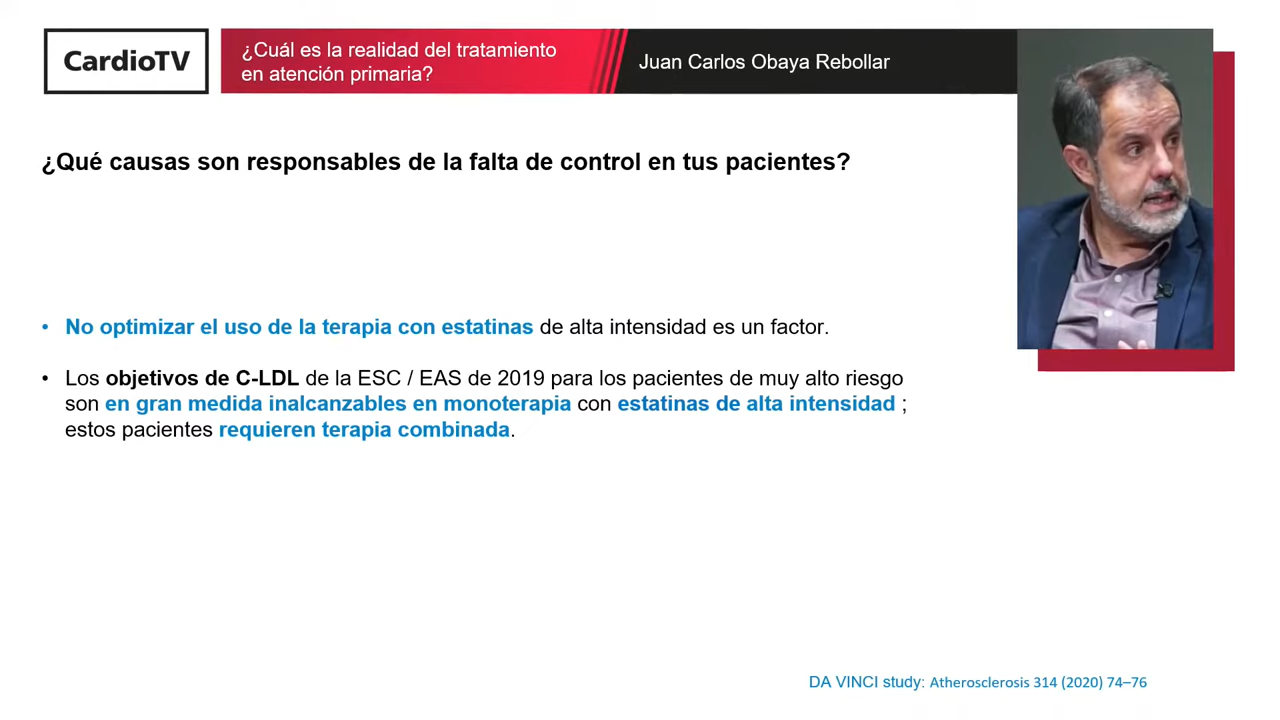 CardioTV
¿Cuál es la realidad del tratamiento
en atención primaria?
Juan Carlos Obaya Rebollar
¿Qué causas son responsables de la falta de control en tus pacientes?
• No optimizar el uso de la terapia con estatinas de alta intensidad es un factor.
• Los objetivos de C-LDL de la ESC / EAS de 2019 para los pacientes de muy alto riesgo
son en gran medida inalcanzables en monoterapia con estatinas de alta intensidad ;
estos pacientes requieren terapia combinada.
DA VINCI study: Atherosclerosis 314 (2020) 74–76